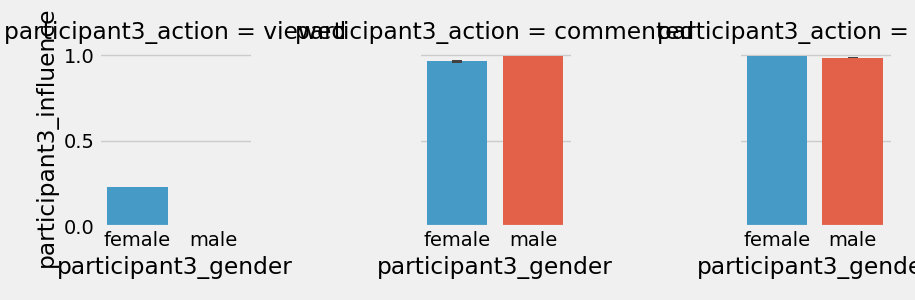 participant3_action = viewed
participant3_action = commented
participant3_action =
participant3_influence
1.0
0.5
0.0
female male
female male
female male
participant3_gender
participant3_gender
participant3_gende